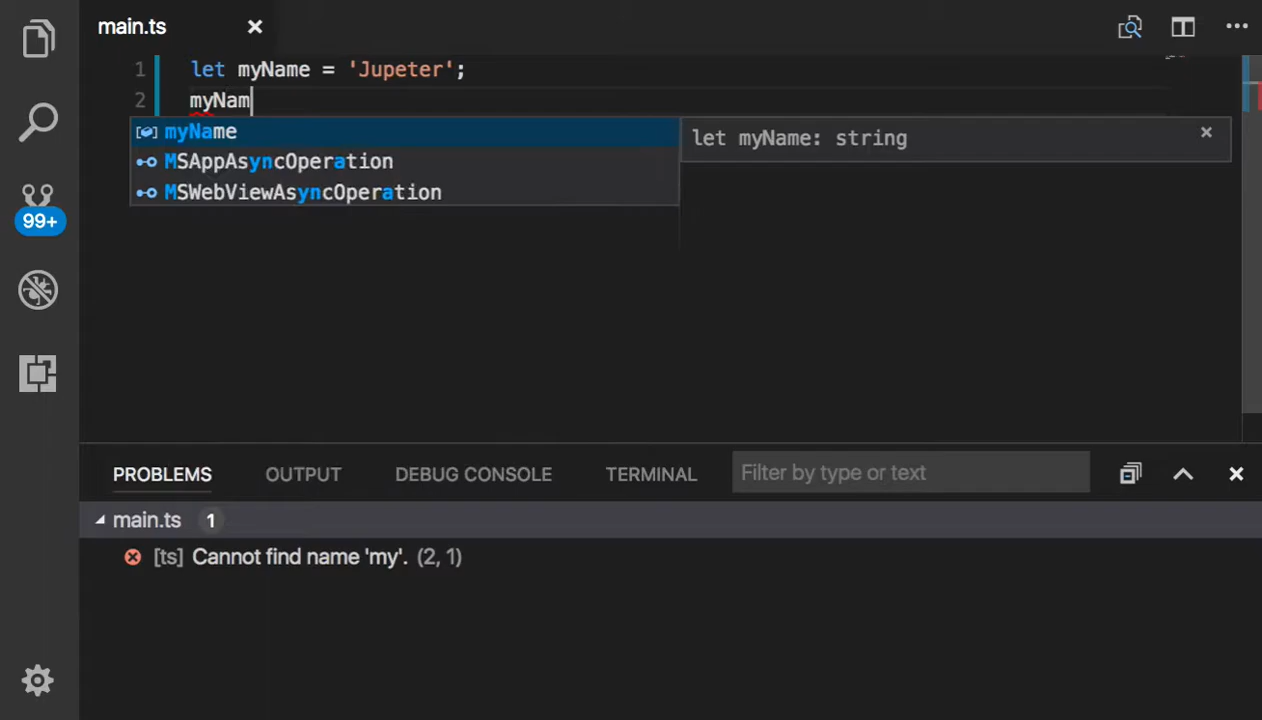 main.ts
1 let myName = 'Jupeter';
2 myNam
myName
let myName: string
MSAppAsyncOperation
MSWebViewAsyncOperation
99+
PROBLEMS OUTPUT DEBUG CONSOLE TERMINAL Filter by type or text
main.ts 1
[ts] Cannot find name 'my'. (2, 1)